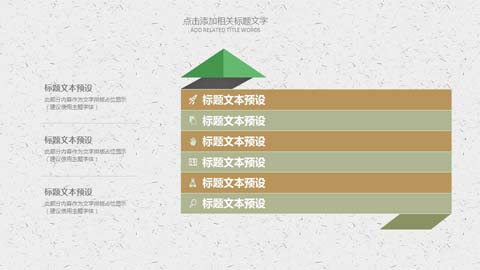 点击添加相关标题文字
ADD RELATED TITLE WORDS
标题文本预设
此部分内容作为文字排版占位显示
（建议使用主题字体）
标题文本预设
此部分内容作为文字排版占位显示
（建议使用主题字体）
标题文本预设
此部分内容作为文字排版占位显示
（建议使用主题字体）
标题文本预设
标题文本预设
标题文本预设
标题文本预设
标题文本预设
标题文本预设